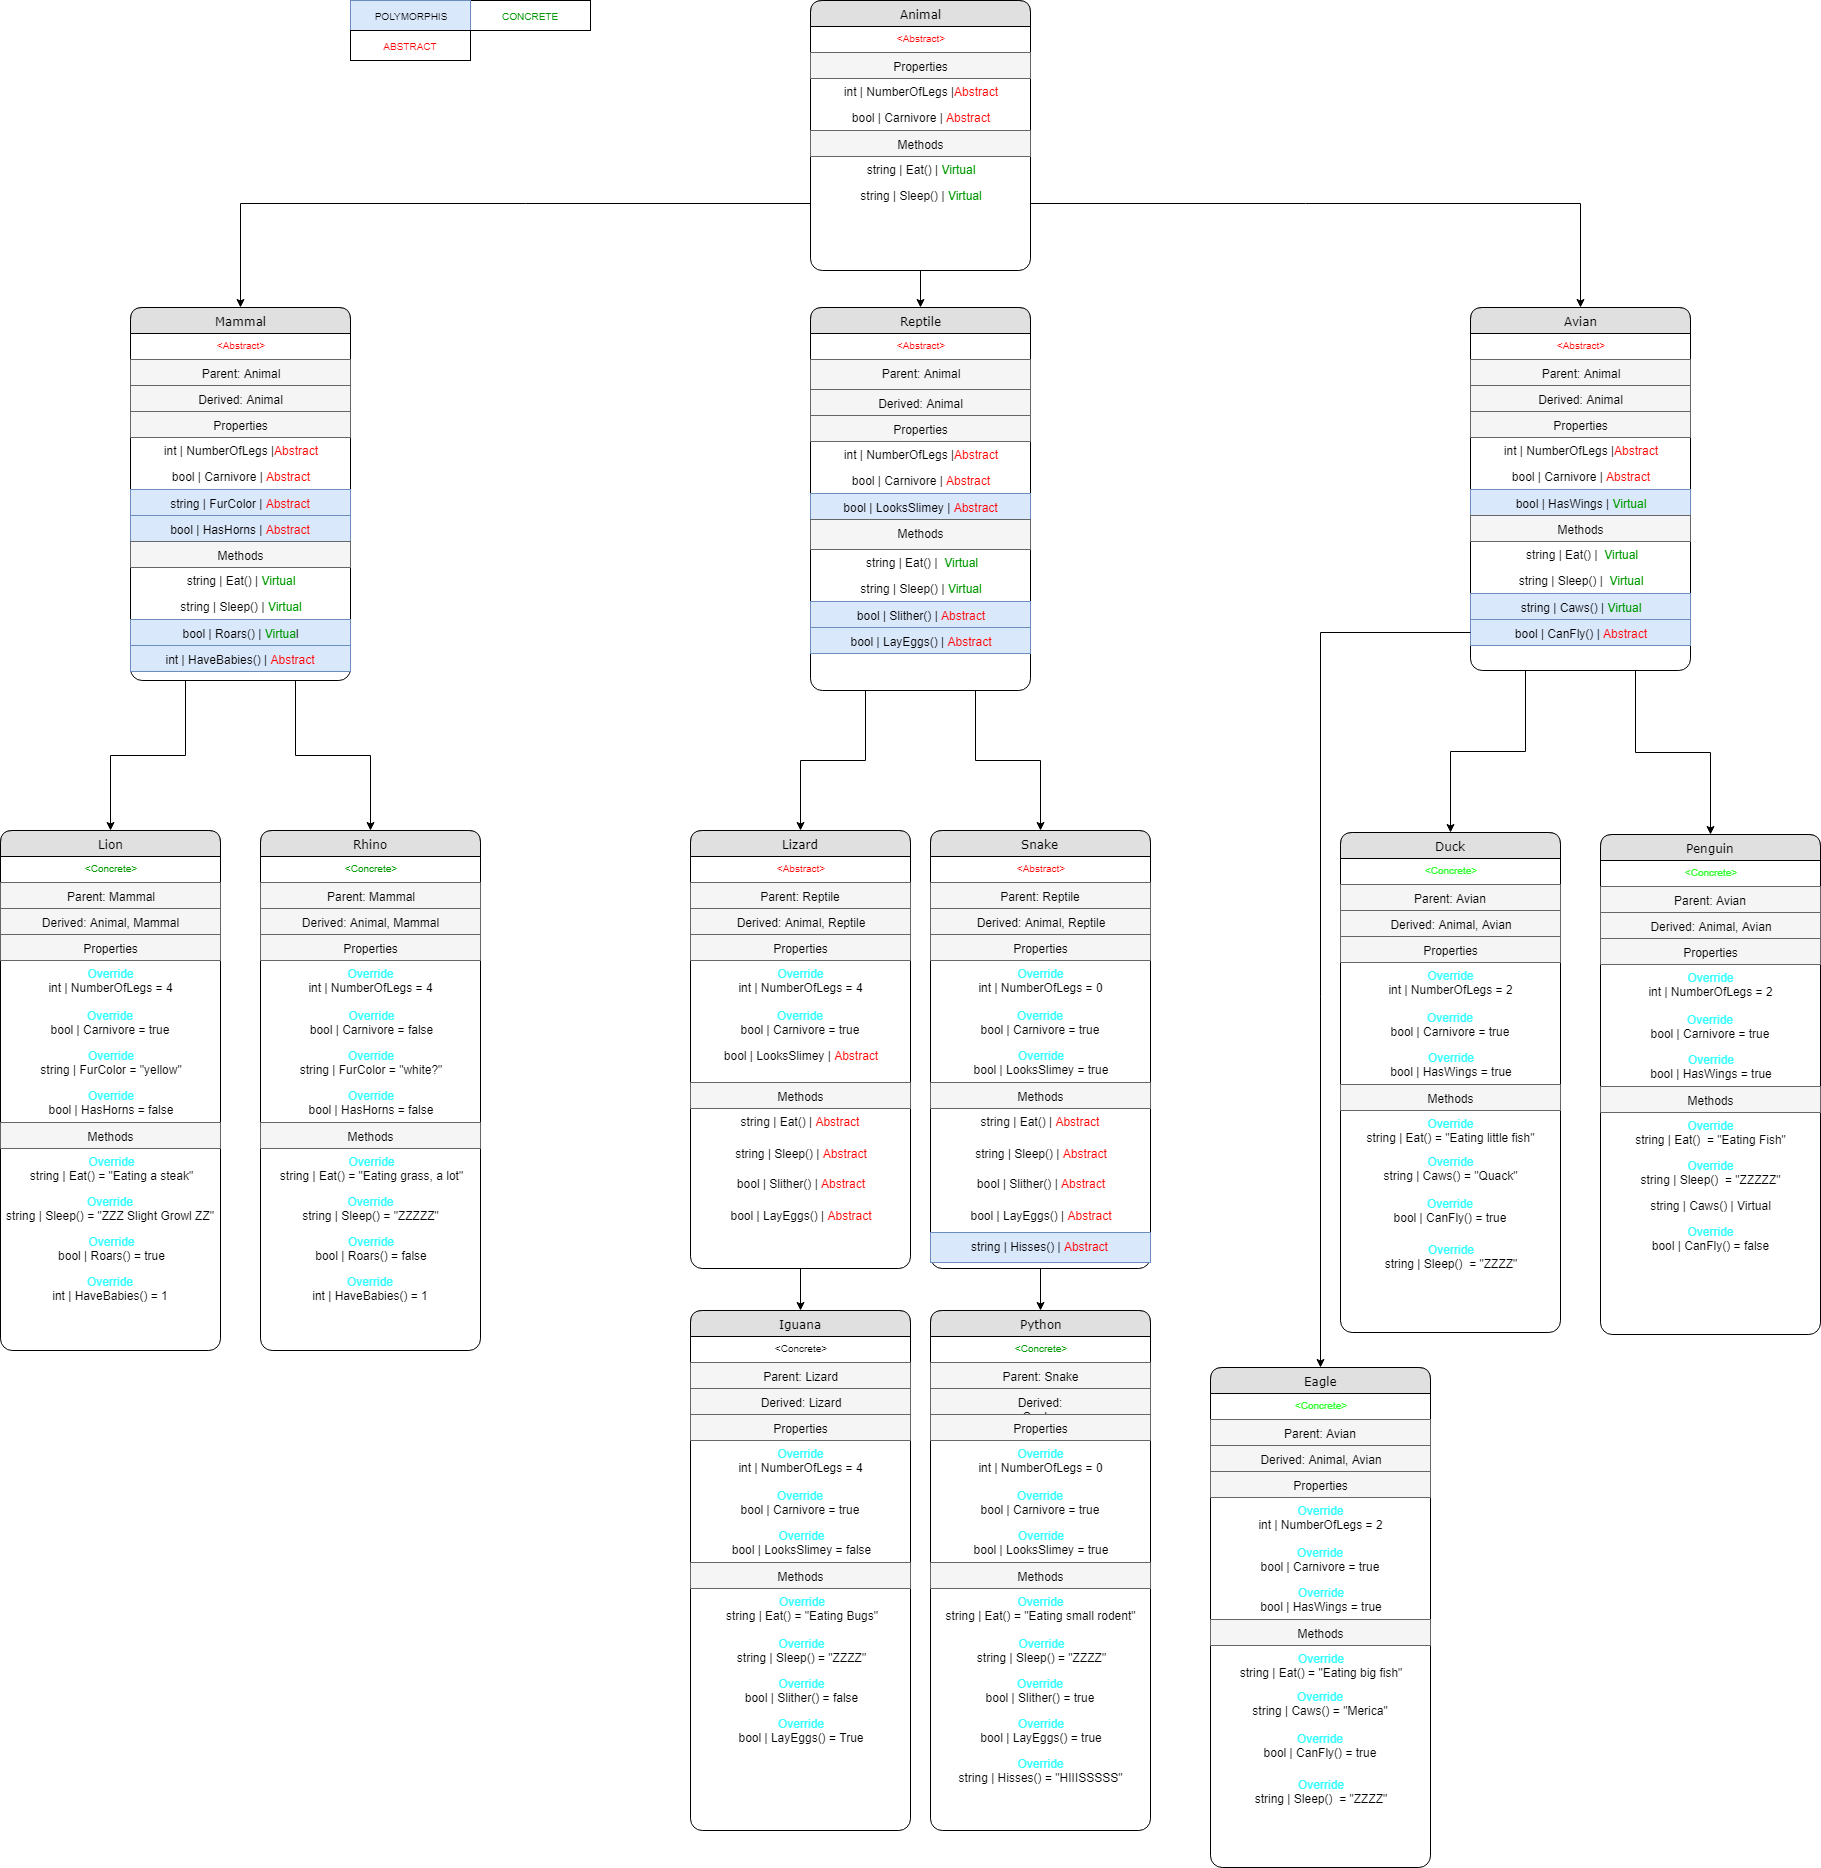 POLYMORPHIS
CONCRETE
ABSTRACT
Animal
<Abstract>
Properties
int | NumberOfLegs |Abstract
bool | Carnivore | Abstract
Methods
string | Eat() | Virtual
string | Sleep() | Virtual
Mammal
<Abstract>
Parent: Animal
Derived: Animal
Properties
int | NumberOfLegs |Abstract
bool | Carnivore | Abstract
string | FurColor | Abstract
bool | HasHorns | Abstract
Methods
string | Eat() | Virtual
string | Sleep() | Virtual
bool | Roars() | Virtual
int | HaveBabies() | Abstract
Reptile
<Abstract>
Parent: Animal
Derived: Animal
Properties
int | NumberOfLegs |Abstract
bool | Carnivore | Abstract
bool | LooksSlimey | Abstract
Methods
string | Eat() |  Virtual
string | Sleep() | Virtual
bool | Slither() | Abstract
bool | LayEggs() | Abstract
Avian
<Abstract>
Parent: Animal
Derived: Animal
Properties
int | NumberOfLegs |Abstract
bool | Carnivore | Abstract
bool | HasWings | Virtual
Methods
string | Eat() |  Virtual
string | Sleep() |  Virtual
string | Caws() | Virtual
bool | CanFly() | Abstract
Lion
<Concrete>
Parent: Mammal
Derived: Animal, Mammal
Properties
Override
int | NumberOfLegs = 4
Override
bool | Carnivore = true
Override
string | FurColor = "yellow"
Override
bool | HasHorns = false
Methods
Override
string | Eat() = "Eating a steak"
Override
string | Sleep() = "ZZZ Slight Growl ZZ"
Override
bool | Roars() = true
Override
int | HaveBabies() = 1
Rhino
<Concrete>
Parent: Mammal
Derived: Animal, Mammal
Properties
Override
int | NumberOfLegs = 4
Override
bool | Carnivore = false
Override
string | FurColor = "white?"
Override
bool | HasHorns = false
Methods
Override
string | Eat() = "Eating grass, a lot"
Override
string | Sleep() = "ZZZZZ"
Override
bool | Roars() = false
Override
int | HaveBabies() = 1
Lizard
<Abstract>
Parent: Reptile
Derived: Animal, Reptile
Properties
Override
int | NumberOfLegs = 4
Override
bool | Carnivore = true
bool | LooksSlimey | Abstract
Methods
string | Eat() | Abstract
string | Sleep() | Abstract
bool | Slither() | Abstract
bool | LayEggs() | Abstract
Snake
<Abstract>
Parent: Reptile
Derived: Animal, Reptile
Properties
Override
int | NumberOfLegs = 0
Override
bool | Carnivore = true
Override
bool | LooksSlimey = true
Methods
string | Eat() | Abstract
string | Sleep() | Abstract
bool | Slither() | Abstract
bool | LayEggs() | Abstract
string | Hisses() | Abstract
Duck
<Concrete>
Parent: Avian
Derived: Animal, Avian
Properties
Override
int | NumberOfLegs = 2
Override
bool | Carnivore = true
Override
bool | HasWings = true
Methods
Override
string | Eat() = "Eating little fish"
Override
string | Caws() = "Quack"
Override
bool | CanFly() = true
Override
string | Sleep()  = "ZZZZ"
Penguin
<Concrete>
Parent: Avian
Derived: Animal, Avian
Properties
Override
int | NumberOfLegs = 2
Override
bool | Carnivore = true
Override
bool | HasWings = true
Methods
Override
string | Eat()  = "Eating Fish"
Override
string | Sleep()  = "ZZZZZ"
string | Caws() | Virtual
Override
bool | CanFly() = false
Iguana
<Concrete>
Parent: Lizard
Derived: Lizard
Properties
Override
int | NumberOfLegs = 4
Override
bool | Carnivore = true
Override
bool | LooksSlimey = false
Methods
Override
string | Eat() = "Eating Bugs"
Override
string | Sleep() = "ZZZZ"
Override
bool | Slither() = false
Override
bool | LayEggs() = True
Python
<Concrete>
Parent: Snake
Derived:
Properties
Override
int | NumberOfLegs = 0
Override
bool | Carnivore = true
Override
bool | LooksSlimey = true
Methods
Override
string | Eat() = "Eating small rodent"
Override
string | Sleep() = "ZZZZ"
Override
bool | Slither() = true
Override
bool | LayEggs() = true
Override
string | Hisses() = "HIIISSSSS"
Eagle
<Concrete>
Parent: Avian
Derived: Animal, Avian
Properties
Override
int | NumberOfLegs = 2
Override
bool | Carnivore = true
Override
bool | HasWings = true
Methods
Override
string | Eat() = "Eating big fish"
Override
string | Caws() = "Merica"
Override
bool | CanFly() = true
Override
string | Sleep()  = "ZZZZ"